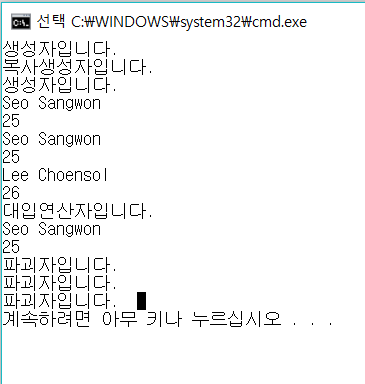 선택 C:₩WINDOWS₩system32₩cmd.exe
생성자입니다.
복사생성자입니다.
생성자입니다.
Seo Sangwon
25
Seo Sangwon
25
Lee Choensol
26
대입연산자입니다.
Seo Sangwon
25
파괴자입니다.
파괴자입니다.
파괴자입니다.
계속하려면 아무 키나 누르십시오 . . .